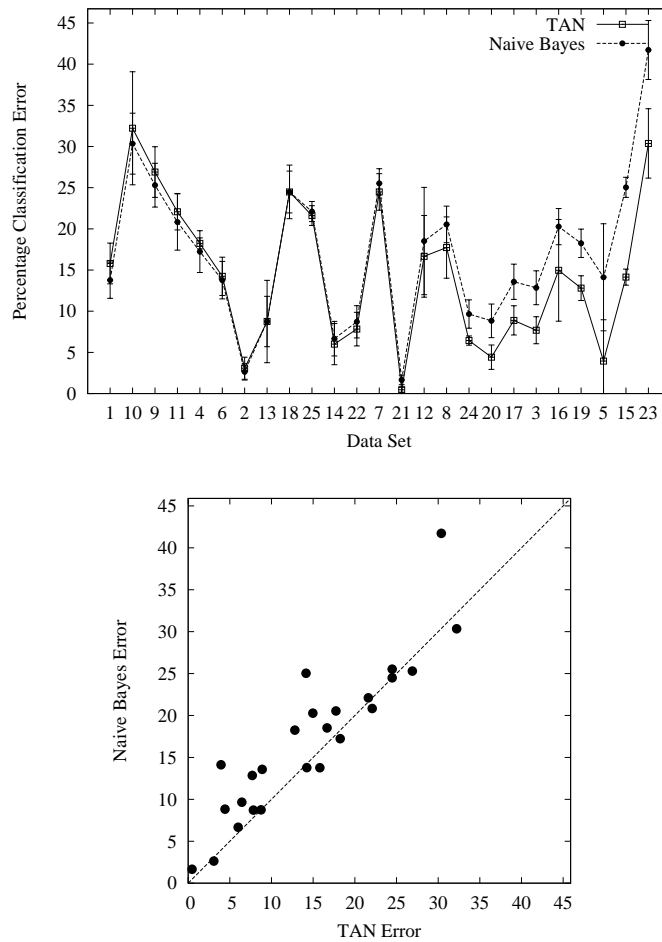 TAN
Naive Bayes
Percentage Classification Error
45
40
35
30
25
20
15
10
5
0
1 10 9 11 4 6 2 13 18 25 14 22 7 21 12 8 24 20 17 3 16 19 5 15 23
Data Set
Naive Bayes Error
45
40
35
30
25
20
15
10
5
0
0 5 10 15 20 25 30 35 40 45
TAN Error